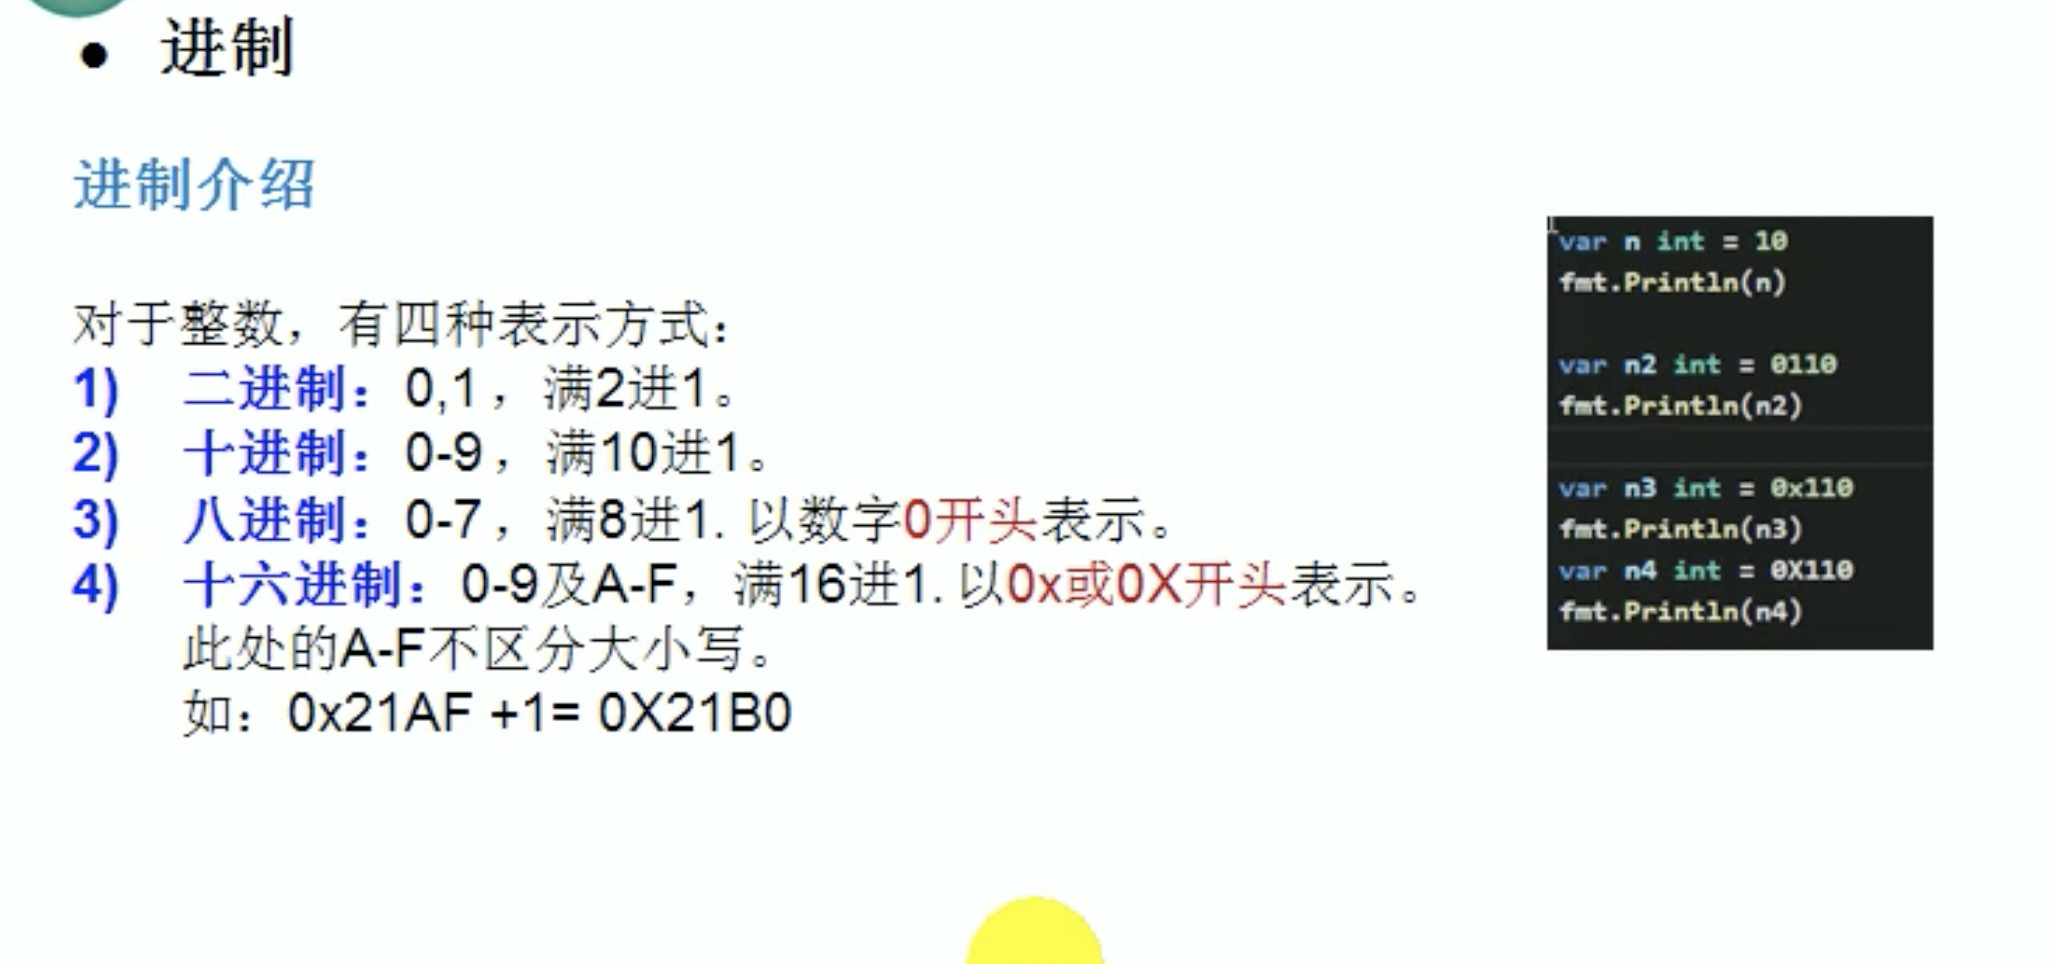 • 进制
进制介绍
对于整数，有四种表示方式：
1) 二进制：0,1 ，满2进1。
2) 十进制：0-9 ，满10进1。
3) 八进制：0-7 ，满8进1. 以数字0开头表示。
4) 十六进制：0-9及A-F，满16进1. 以0x或0X开头表示。
此处的A-F不区分大小写。
如：0x21AF +1= 0X21B0
var n int = 10
fmt.Println(n)
var n2 int = 0110
fmt.Println(n2)
var n3 int = 0x110
fmt.Println(n3)
var n4 int = 0X110
fmt.Println(n4)